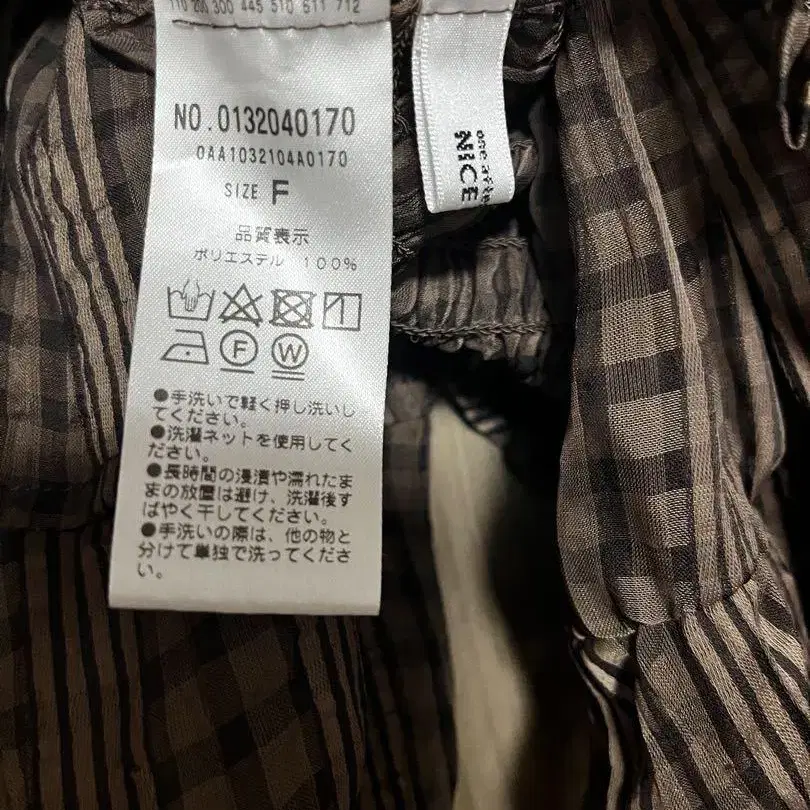 110 200 300 445 510 611 712
NO.0132040170
0AA1032104A0170
SIZE F
品質表示
ポリエステル 100%
F
W
●手洗いで軽く押し洗いし
てください。
●洗濯ネットを使用してく
ださい。
●長時間の浸漬や濡れたま
まの放置は避け、洗濯後す
ばやく干してください。
●手洗いの際は、他の物と
分けて単独で洗ってくださ
い。
one afte
NICE